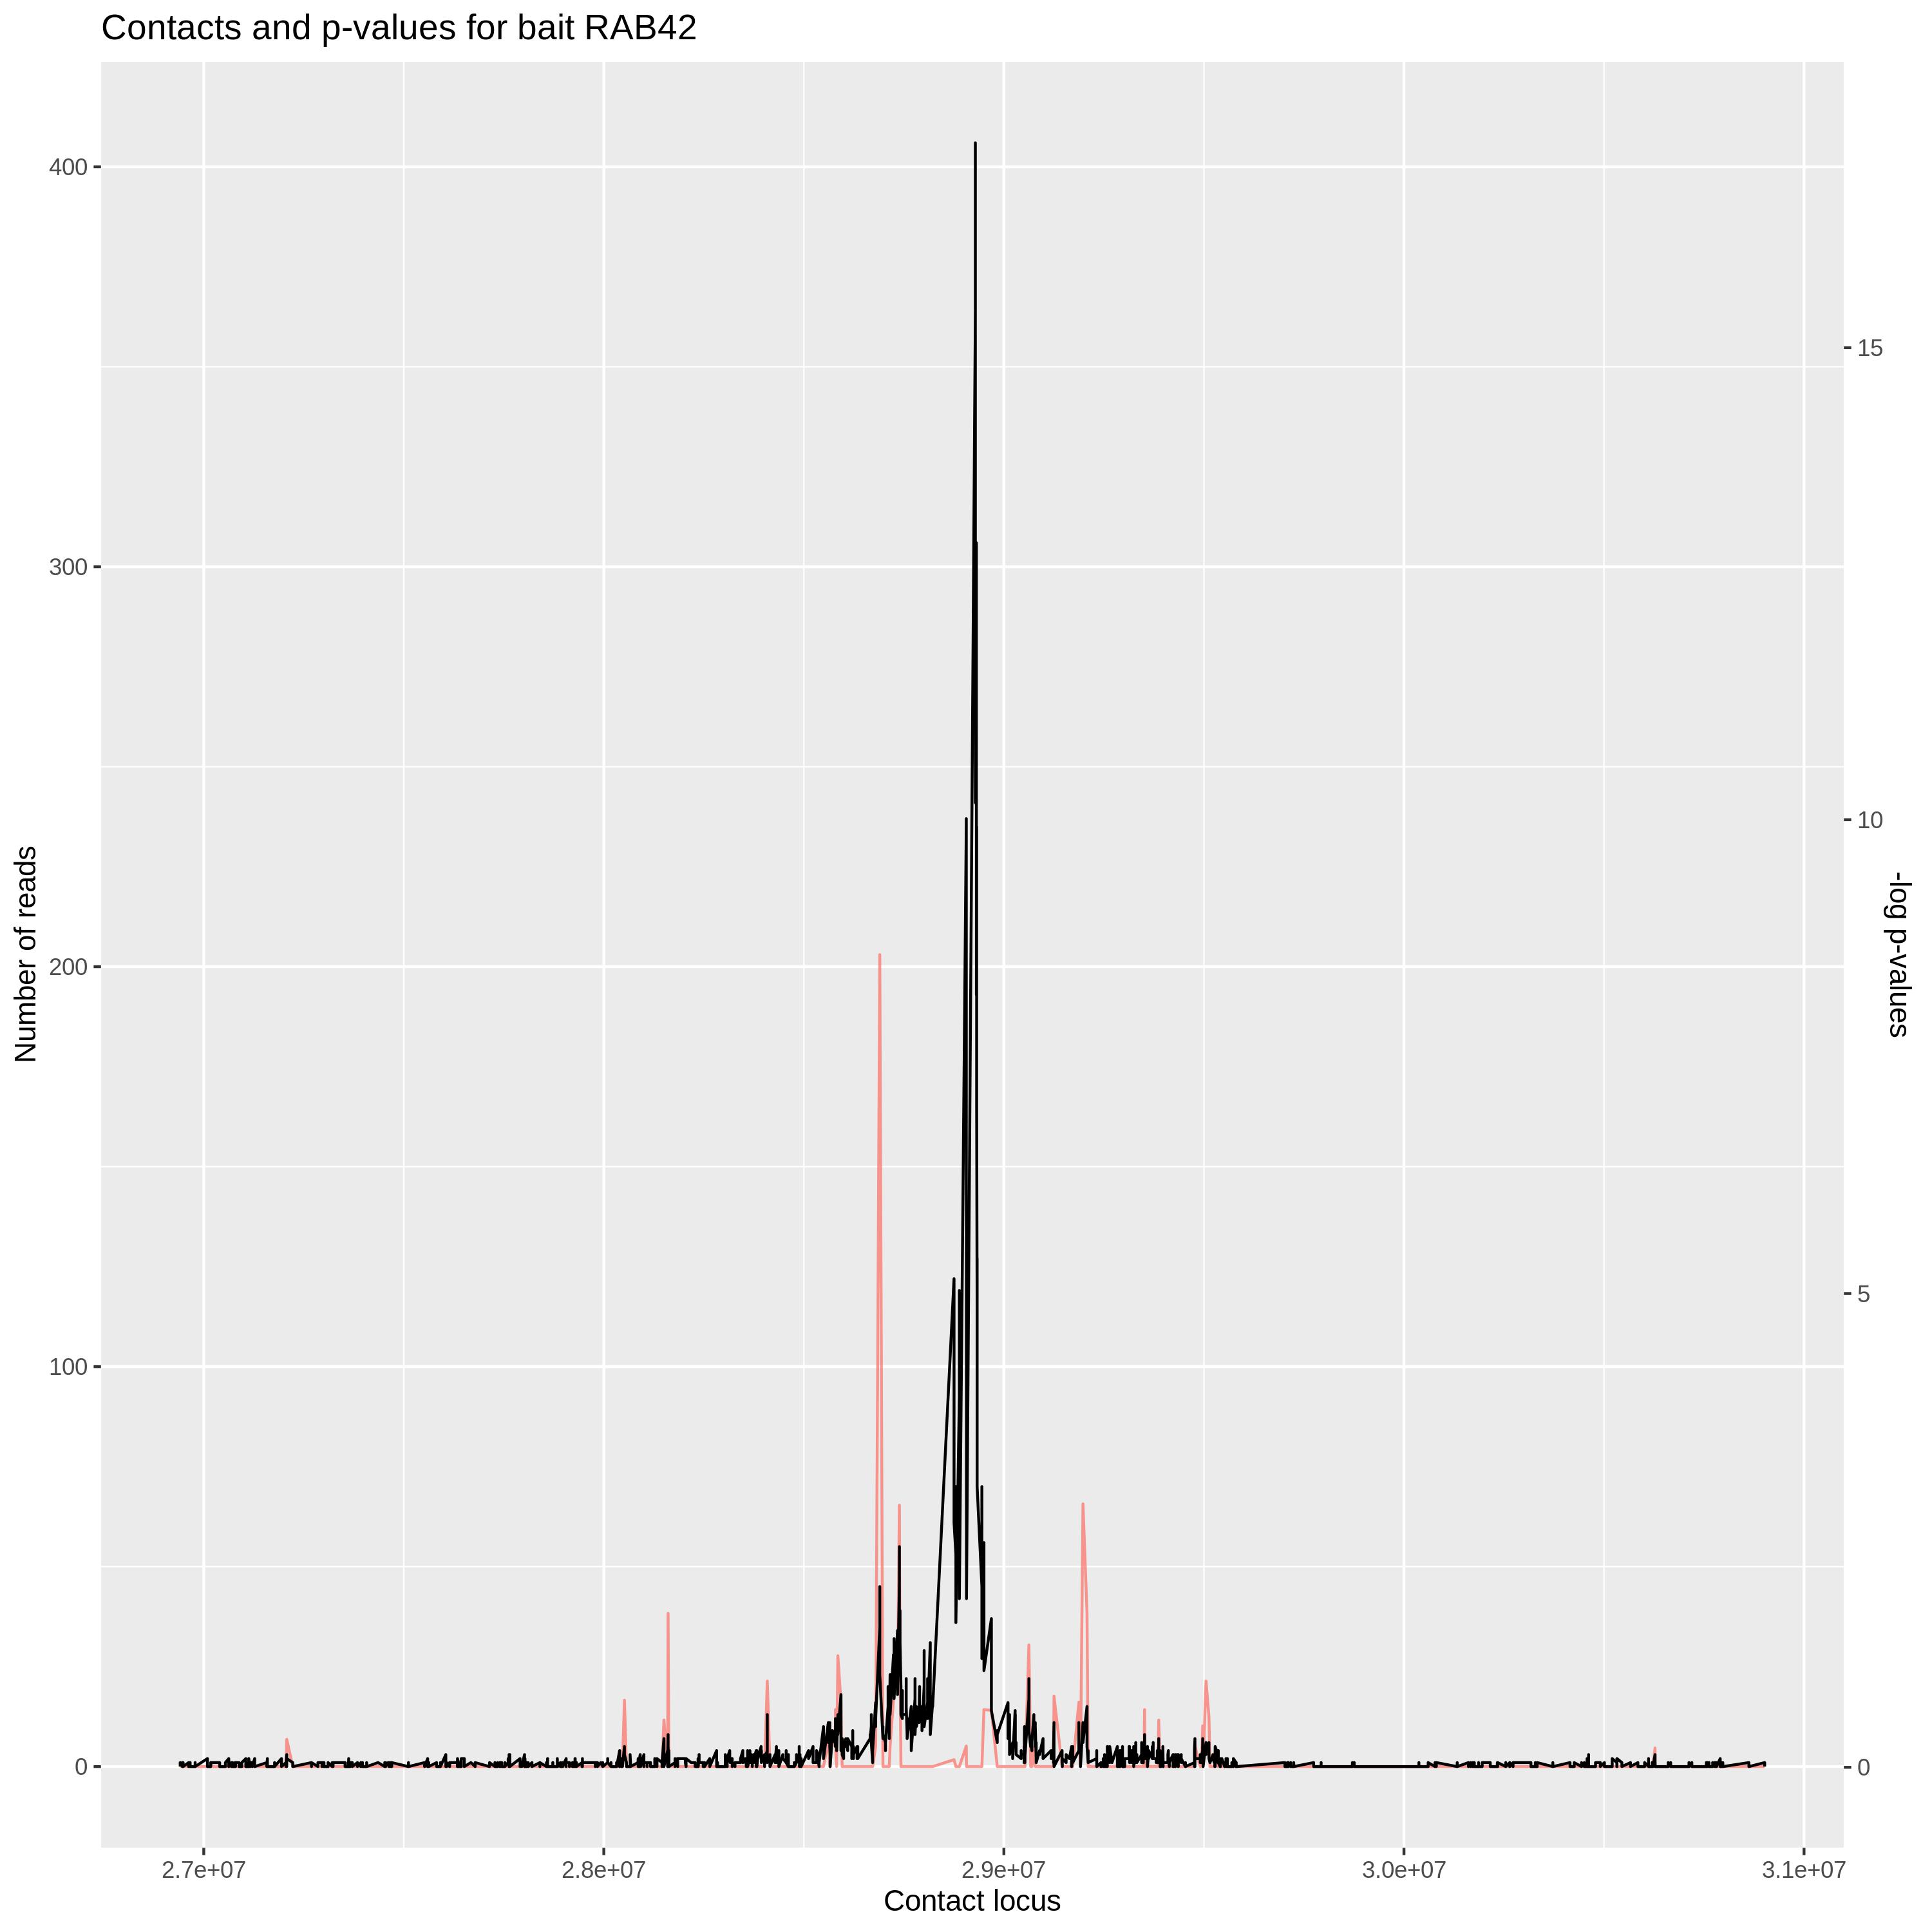 Contacts and p-values for bait RAB42
400
300
200
100
0
Number of reads
15
10
5
0
-log p-values
2.7e+07 2.8e+07 2.9e+07 3.0e+07 3.1e+07
Contact locus